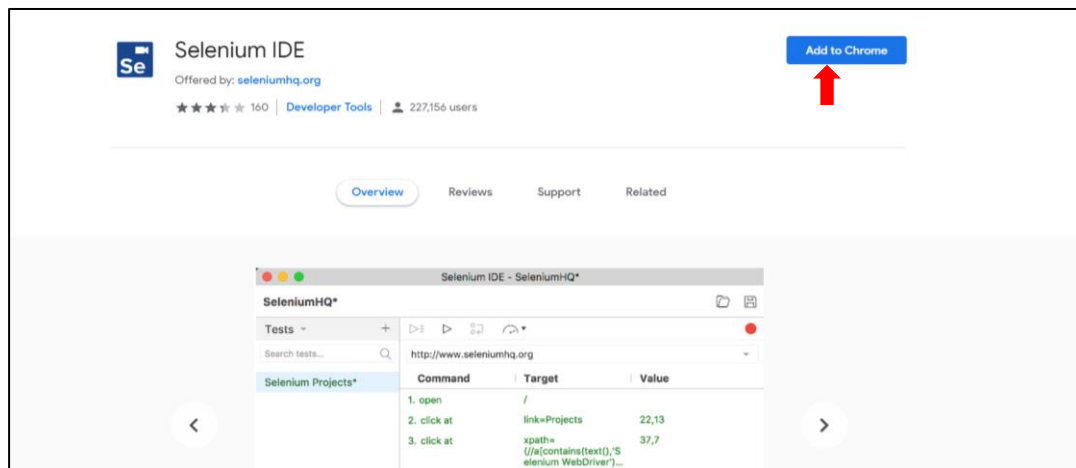 Se
Selenium IDE
Add to Chrome
Offered by: seleniumhq.org
160 Developer Tools 227,156 users
Overview Reviews Support Related
Selenium IDE - SeleniumHQ*
SeleniumHQ*
Tests
Search tests...
http://www.seleniumhq.org
Command Target Value
Selenium Projects*
1. open /
2. click at link=Projects 22,13
3. click at xpath= 37,7
(//a[contains(text(),'S
elenium WebDriver')...